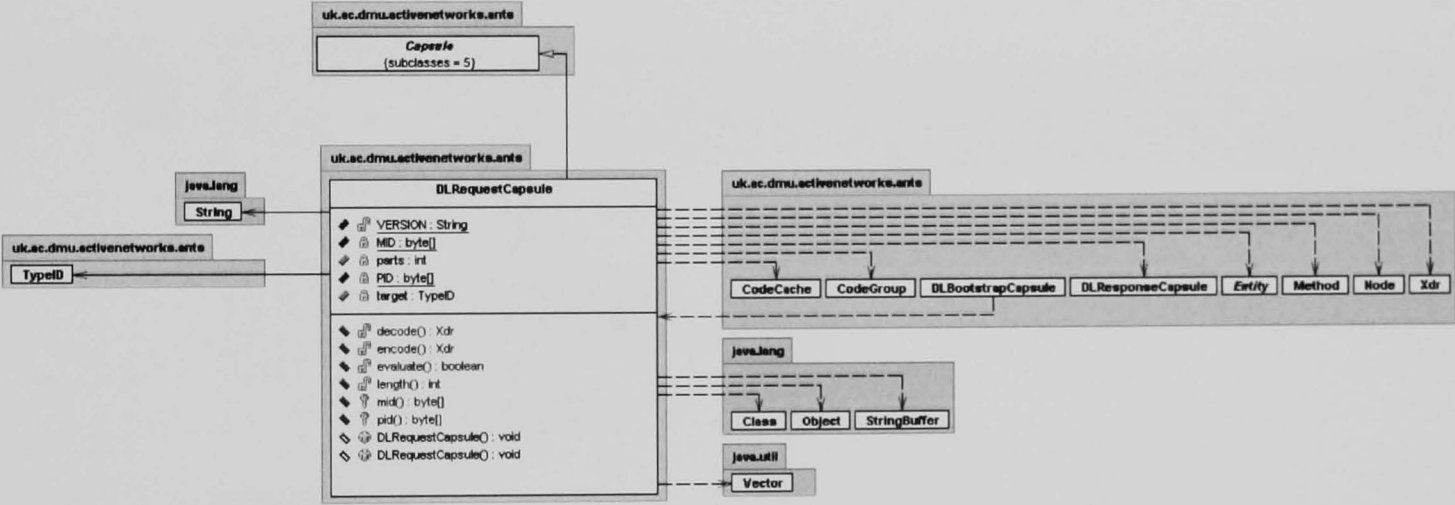 uk.ac.dmu.activenetworks.ants
Capsule
{subclasses = 5}
uk.ac.dmu.activenetworks.ants
DLRequestCapsule
VERSION : String
MID : byte[]
parts : int
PID : byte[]
target : TypeID
decode() : Xdr
encode() : Xdr
evaluate() : boolean
length() : int
mid() : byte[]
pid() : byte[]
DLRequestCapsule() : void
DLRequestCapsule() : void
java.lang
String
uk.ac.dmu.activenetworks.ants
TypeID
uk.ac.dmu.activenetworks.ants
CodeCache CodeGroup DLBootstrapCapsule DLResponseCapsule Entity Method Node Xdr
java.lang
Class Object StringBuffer
java.util
Vector